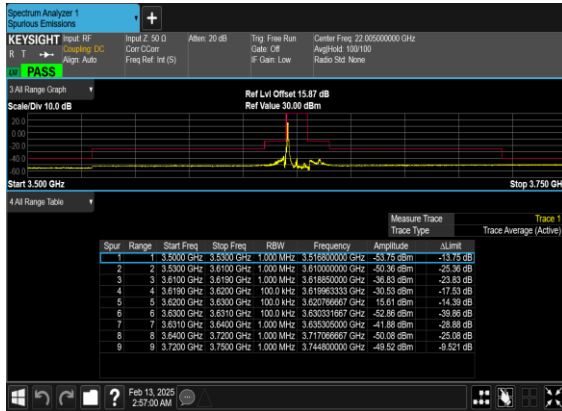 Spectrum Analyzer 1
Spurious Emissions
+
KEYSIGHT Input: RF Input Z: 50 Ω Atten: 20 dB Trig: Free Run Center Freq: 22.005000000 GHz
R T Coupling: DC Corr CCorr Gate: Off Avg|Hold: 100/100
Align: Auto Freq Ref: Int (S) IF Gain: Low Radio Std: None
PASS
3 All Range Graph
Ref Lvl Offset 15.87 dB
Scale/Div 10.0 dB Ref Value 30.00 dBm
20.0
0.00
-20.0
-40.0
-60.0
Start 3.500 GHz Stop 3.750 GH
4 All Range Table
Measure Trace Trace 1
Trace Type Trace Average (Active)
Spur Range Start Freq Stop Freq RBW Frequency Amplitude ΔLimit
1 1 3.5000 GHz 3.5300 GHz 1.000 MHz 3.516800000 GHz -53.75 dBm -13.75 dB
2 2 3.5300 GHz 3.6100 GHz 1.000 MHz 3.610000000 GHz -50.36 dBm -25.36 dB
3 3 3.6100 GHz 3.6190 GHz 1.000 MHz 3.618850000 GHz -36.83 dBm -23.83 dB
4 4 3.6190 GHz 3.6200 GHz 100.0 kHz 3.619963333 GHz -30.53 dBm -17.53 dB
5 5 3.6200 GHz 3.6300 GHz 100.0 kHz 3.620766667 GHz 15.61 dBm -14.39 dB
6 6 3.6300 GHz 3.6310 GHz 100.0 kHz 3.630331667 GHz -52.86 dBm -39.86 dB
7 7 3.6310 GHz 3.6400 GHz 1.000 MHz 3.635305000 GHz -41.88 dBm -28.88 dB
8 8 3.6400 GHz 3.7200 GHz 1.000 MHz 3.717066667 GHz -50.08 dBm -25.08 dB
9 9 3.7200 GHz 3.7500 GHz 1.000 MHz 3.744800000 GHz -49.52 dBm -9.521 dB
? Feb 13, 2025
2:57:00 AM